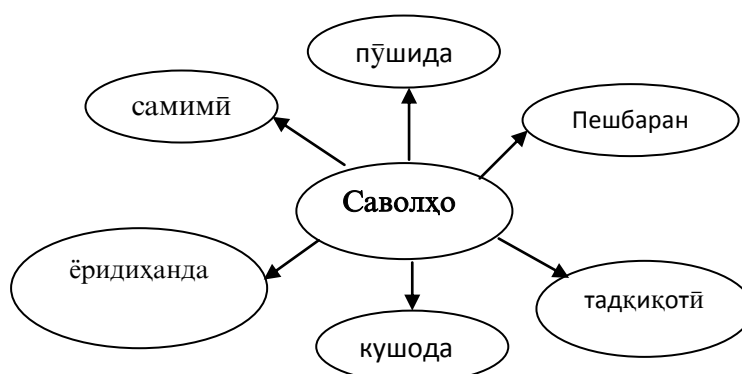 пӯшида
самимӣ
Пешбаран
Саволҳо
ёридиҳанда
тадқиқотӣ
кушода